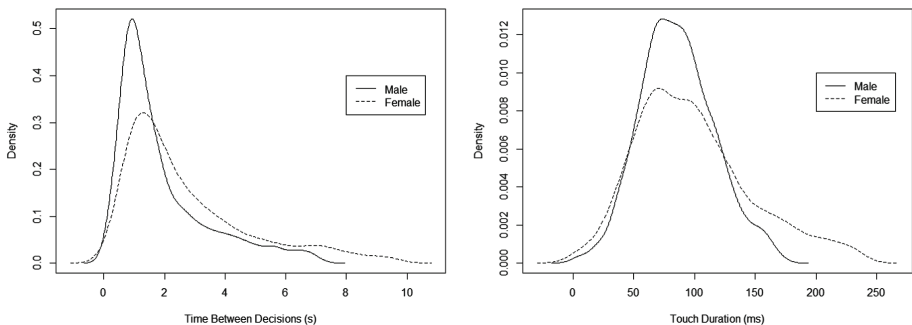 Density
0.0 0.1 0.2 0.3 0.4 0.5
Male
Female
0 2 4 6 8 10
Time Between Decisions (s)
Density
0.000 0.002 0.004 0.006 0.008 0.010 0.012
Male
Female
0 50 100 150 200 250
Touch Duration (ms)